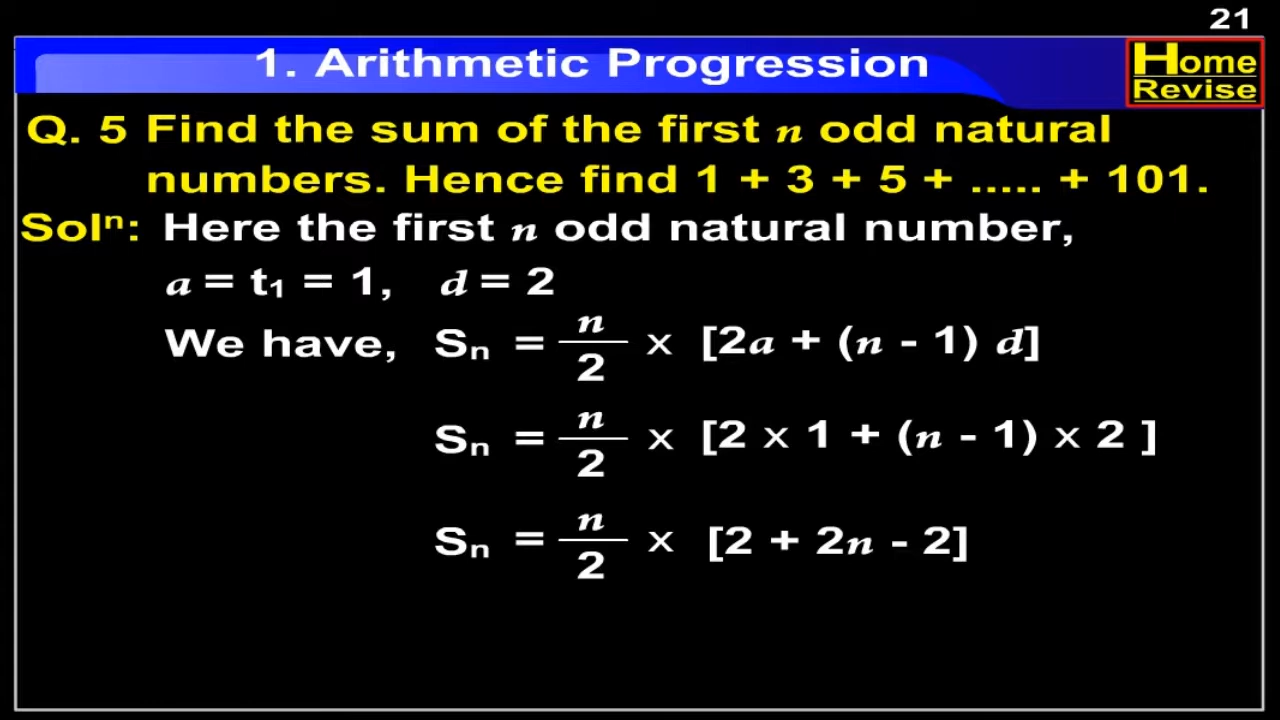 21
1. Arithmetic Progression
Home
Revise
Q. 5 Find the sum of the first n odd natural
numbers. Hence find 1 + 3 + 5 + ..... + 101.
Solⁿ: Here the first n odd natural number,
a = t₁ = 1, d = 2
We have, Sₙ = n/2 x [2a + (n - 1) d]
Sₙ = n/2 x [2 x 1 + (n - 1) x 2 ]
Sₙ = n/2 x [2 + 2n - 2]